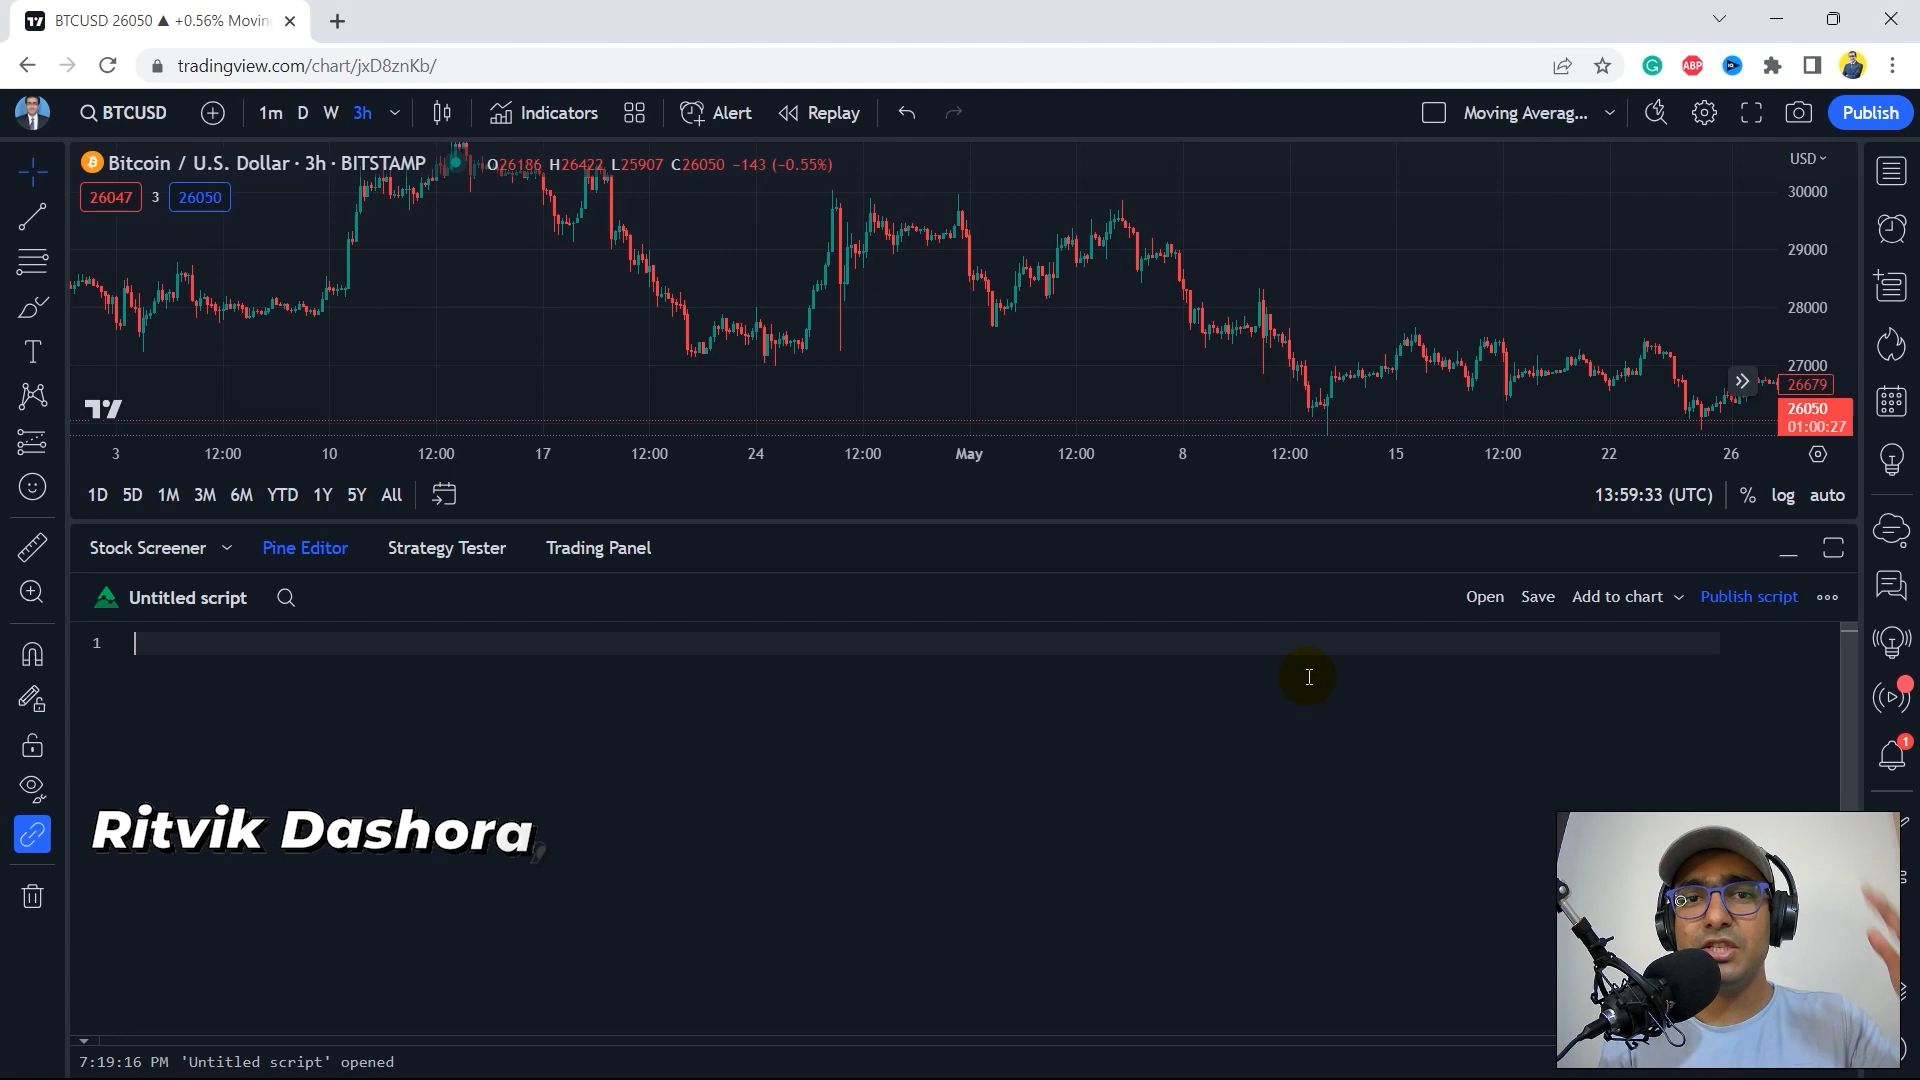 BTCUSD 26050 ▲ +0.56% Movin
tradingview.com/chart/jxD8znKb/
ABP
BTCUSD 1m D W 3h Indicators Alert Replay Moving Averag... Publish
Bitcoin / U.S. Dollar · 3h · BITSTAMP O26186 H26422 L25907 C26050 −143 (−0.55%)
USD
26047 3 26050
30000
29000
28000
27000
26679
26050
01:00:27
3 12:00 10 12:00 17 12:00 24 12:00 May 12:00 8 12:00 15 12:00 22 26
1D 5D 1M 3M 6M YTD 1Y 5Y All 13:59:33 (UTC) % log auto
Stock Screener Pine Editor Strategy Tester Trading Panel
Untitled script Open Save Add to chart Publish script
1
1
Ritvik Dashora,
7:19:16 PM 'Untitled script' opened